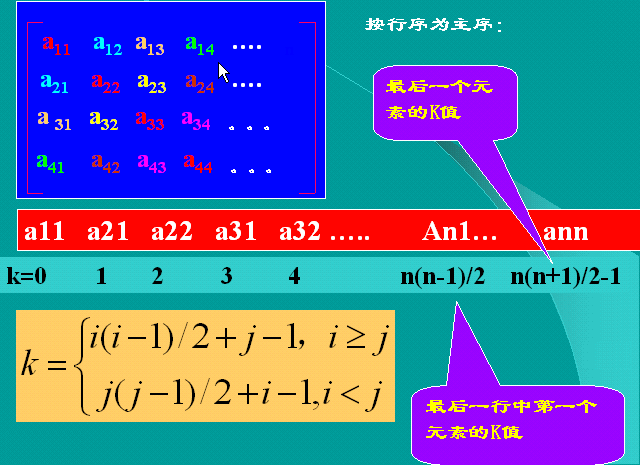 按行序为主序:
a11 a12 a13 a14 ....
a21 a22 a23 a24 ....
a 31 a32 a33 a34 。。。
a41 a42 a43 a44 。。。
最后一个元
素的K值
a11 a21 a22 a31 a32 ..... An1... ann
k=0 1 2 3 4 n(n-1)/2 n(n+1)/2-1
k = { i(i−1)/2+j−1， i ≥ j
j(j−1)/2+i−1,i < j
最后一行中第一个
元素的K值